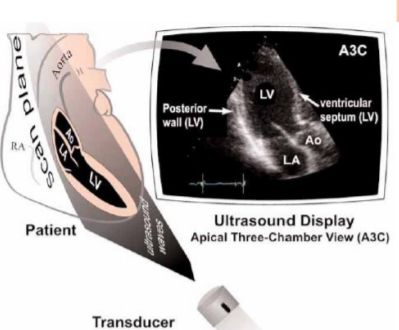 scan plane
Aorta
RA
Ao
LA
LV
ultrasound
waves
Patient
A3C
LV
Posterior
wall (LV)
ventricular
septum (LV)
Ao
LA
Ultrasound Display
Apical Three-Chamber View (A3C)
Transducer